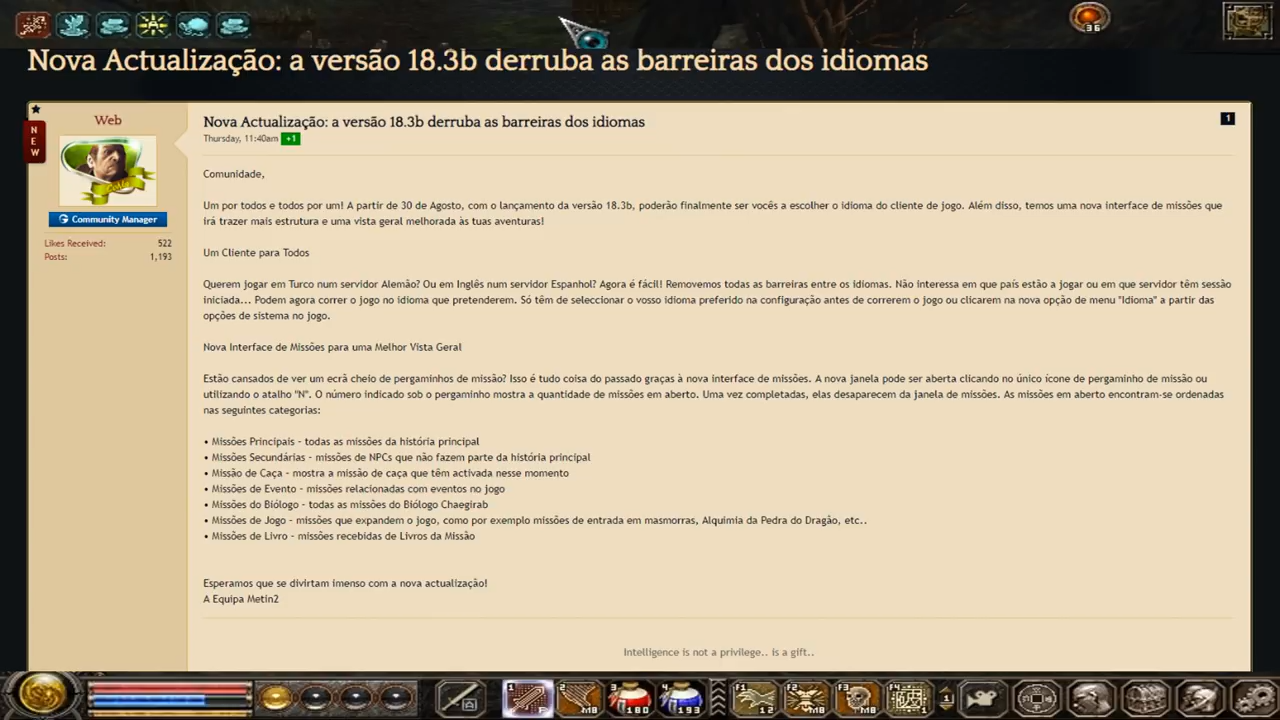 36
Nova Actualização: a versão 18.3b derruba as barreiras dos idiomas
NEW
Web
Community Manager
Likes Received: 522
Posts: 1,193
Nova Actualização: a versão 18.3b derruba as barreiras dos idiomas
1
Thursday, 11:40am +1
Comunidade,
Um por todos e todos por um! A partir de 30 de Agosto, com o lançamento da versão 18.3b, poderão finalmente ser vocês a escolher o idioma do cliente de jogo. Além disso, temos uma nova interface de missões que
irá trazer mais estrutura e uma vista geral melhorada às tuas aventuras!
Um Cliente para Todos
Querem jogar em Turco num servidor Alemão? Ou em Inglês num servidor Espanhol? Agora é fácil! Removemos todas as barreiras entre os idiomas. Não interessa em que país estão a jogar ou em que servidor têm sessão
iniciada... Podem agora correr o jogo no idioma que pretenderem. Só têm de seleccionar o vosso idioma preferido na configuração antes de correrem o jogo ou clicarem na nova opção de menu "Idioma" a partir das
opções de sistema no jogo.
Nova Interface de Missões para uma Melhor Vista Geral
Estão cansados de ver um ecrã cheio de pergaminhos de missão? Isso é tudo coisa do passado graças à nova interface de missões. A nova janela pode ser aberta clicando no único ícone de pergaminho de missão ou
utilizando o atalho "N". O número indicado sob o pergaminho mostra a quantidade de missões em aberto. Uma vez completadas, elas desaparecem da janela de missões. As missões em aberto encontram-se ordenadas
nas seguintes categorias:
• Missões Principais - todas as missões da história principal
• Missões Secundárias - missões de NPCs que não fazem parte da história principal
• Missão de Caça - mostra a missão de caça que têm activada nesse momento
• Missões de Evento - missões relacionadas com eventos no jogo
• Missões do Biólogo - todas as missões do Biólogo Chaegirab
• Missões de Jogo - missões que expandem o jogo, como por exemplo missões de entrada em masmorras, Alquimia da Pedra do Dragão, etc..
• Missões de Livro - missões recebidas de Livros da Missão
Esperamos que se divirtam imenso com a nova actualização!
A Equipa Metin2
Intelligence is not a privilege.. is a gift..
1 2 3 4 F1 F2 F3 F4
P M8 180 193 12 M8 M8 1 1